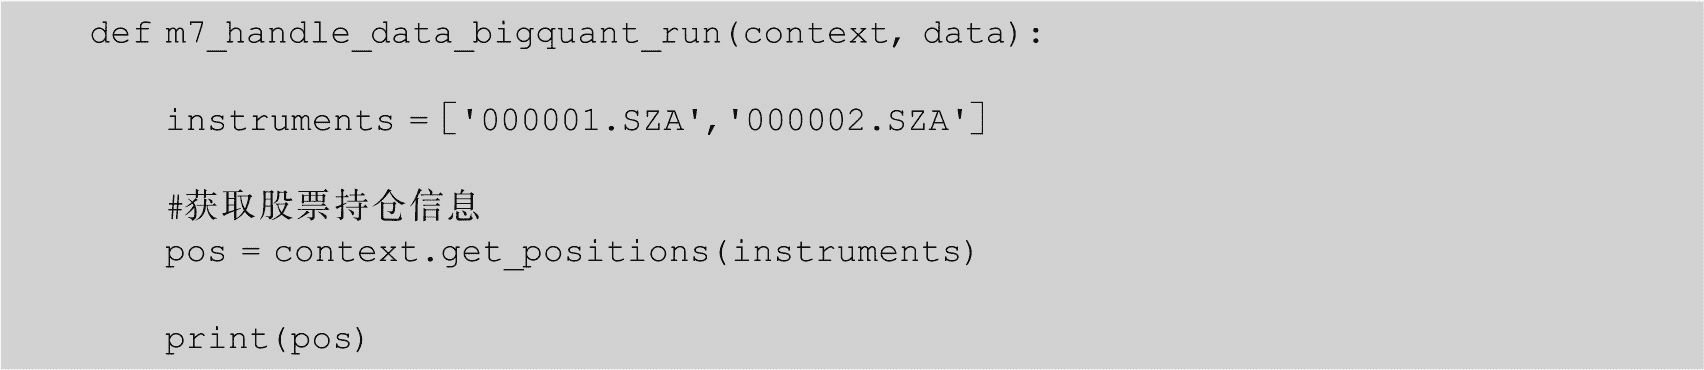 def m7_handle_data_bigquant_run(context, data):
instruments = ['000001.SZA','000002.SZA']
#获取股票持仓信息
pos = context.get_positions(instruments)
print(pos)